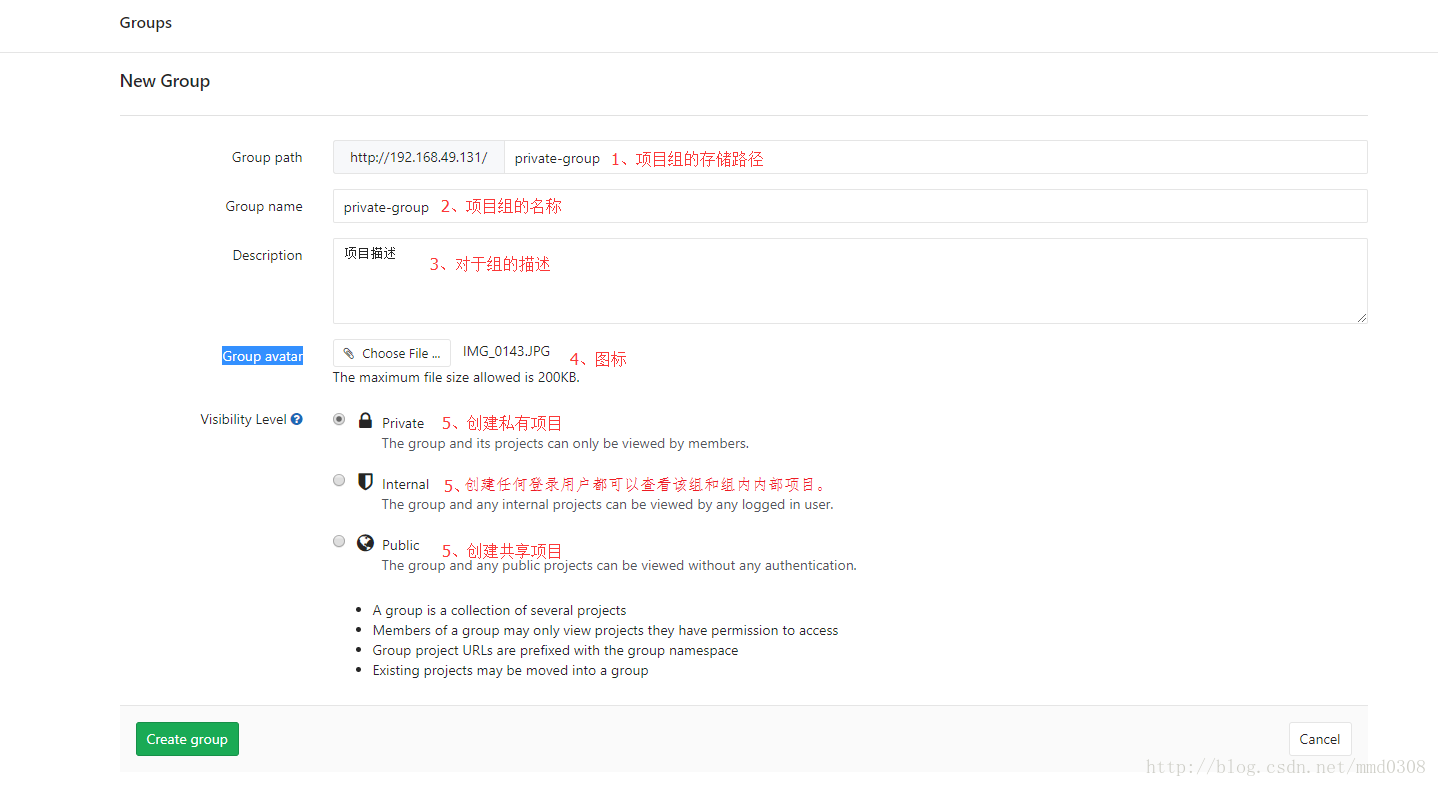 Groups
New Group
Group path http://192.168.49.131/ private-group 1、项目组的存储路径
Group name private-group 2、项目组的名称
Description 项目描述 3、对于组的描述
Group avatar Choose File ... IMG_0143.JPG 4、图标
The maximum file size allowed is 200KB.
Visibility Level Private 5、创建私有项目
The group and its projects can only be viewed by members.
Internal 5、创建任何登录用户都可以查看该组和组内内部项目。
The group and any internal projects can be viewed by any logged in user.
Public 5、创建共享项目
The group and any public projects can be viewed without any authentication.
A group is a collection of several projects
Members of a group may only view projects they have permission to access
Group project URLs are prefixed with the group namespace
Existing projects may be moved into a group
Create group Cancel
http://blog.csdn.net/mmd0308